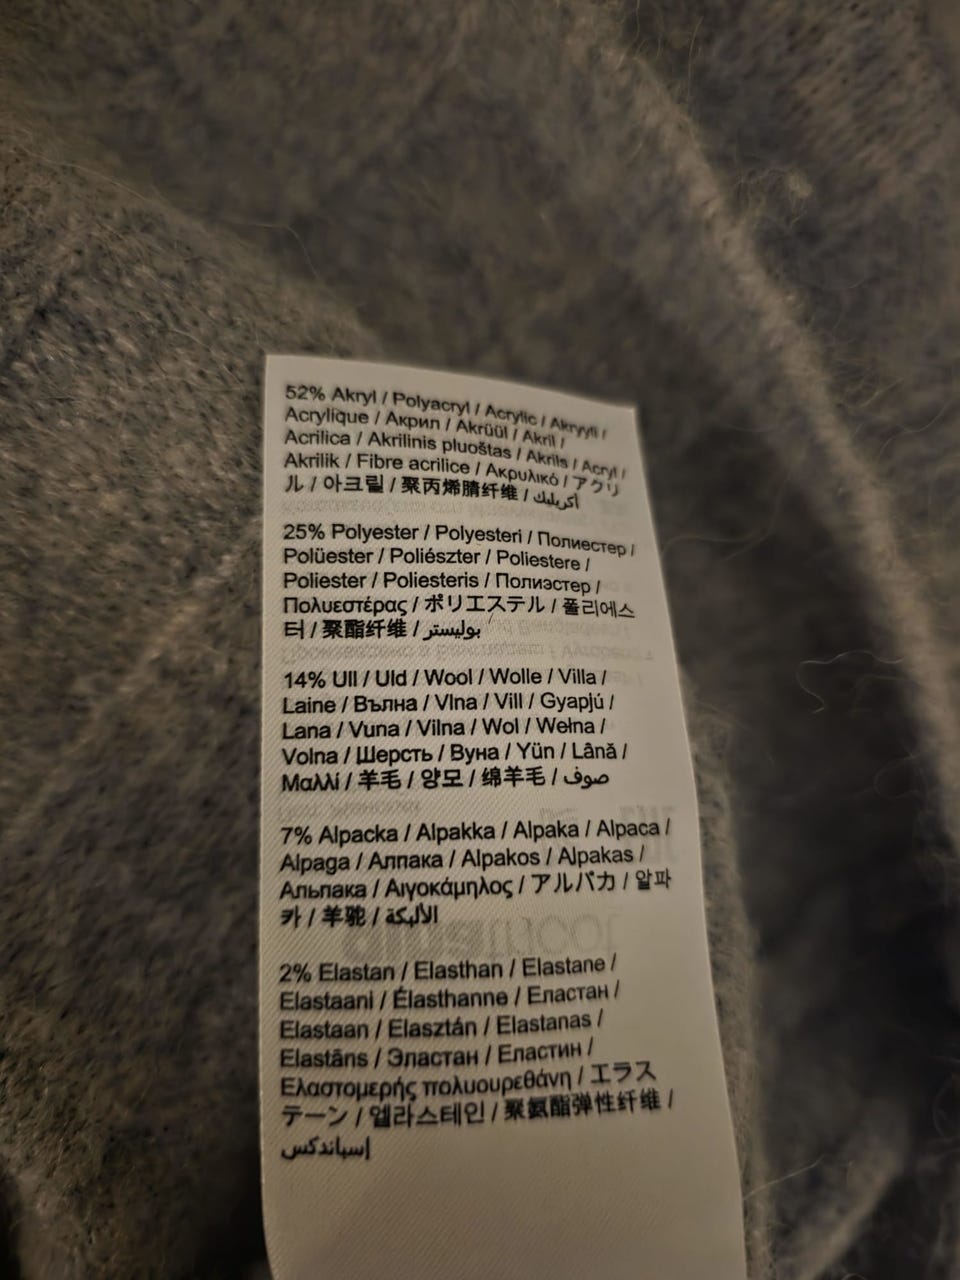 52% Akryl / Polyacryl / Acrylic / Akryyli /
Acrylique / Акрил / Akrüül / Akril /
Acrilica / Akrilinis pluoštas / Akrils / Acryl /
Akrilik / Fibre acrilice / Ακρυλικό / アクリ
ル / 아크릴 / 聚丙烯腈纤维 / أكريليك
25% Polyester / Polyesteri / Полиестер /
Polüester / Poliészter / Poliestere /
Poliester / Poliesteris / Полиэстер /
Πολυεστέρας / ポリエステル / 폴리에스
터 / 聚酯纤维 / بوليستر
14% Ull / Uld / Wool / Wolle / Villa /
Laine / Вълна / Vlna / Vill / Gyapjú /
Lana / Vuna / Vilna / Wol / Wełna /
Volna / Шерсть / Вуна / Yün / Lână /
Μαλλί / 羊毛 / 양모 / 绵羊毛 / صوف
7% Alpacka / Alpakka / Alpaka / Alpaca /
Alpaga / Алпака / Alpakos / Alpakas /
Альпака / Αιγοκάμηλος / アルパカ / 알파
카 / 羊驼 / الألبكة
2% Elastan / Elasthan / Elastane /
Elastaani / Élasthanne / Еластан /
Elastaan / Elasztán / Elastanas /
Elastāns / Эластан / Еластин /
Ελαστομερής πολυουρεθάνη / エラス
テーン / 엘라스테인 / 聚氨酯弹性纤维 /
إسباندكس